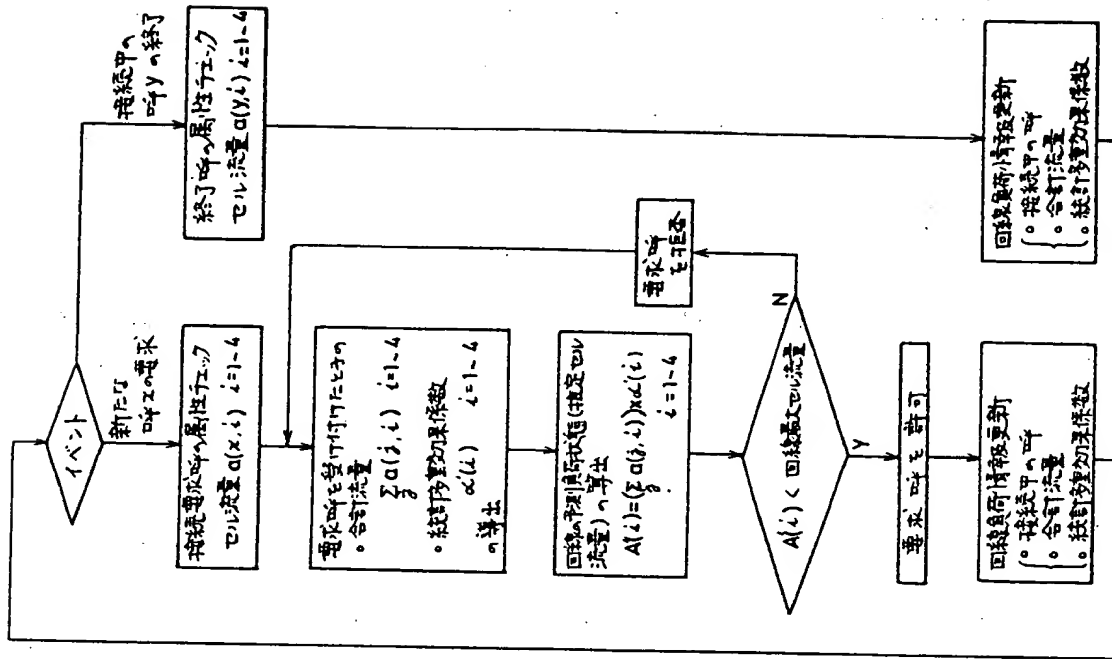 イベント
新たな
呼xの要求
接続中の
呼yの終了
接続要求呼の属性チェック
セル流量 a(x,i) i=1~4
終了呼の属性チェック
セル流量 a(y,i) i=1~4
要求呼を受け付けたときの
• 合計流量
Σ_j a(j,i) i=1~4
• 統計多重効果係数
α'(i) i=1~4
の導出
回線の予測負荷状態(推定セル
流量)の算出
A(i)=(Σ_j a(j,i))×α'(i)
i=1~4
要求呼
を拒否
A(i)<回線最大セル流量
N
Y
要求呼を許可
回線負荷情報更新
• 接続中の呼
• 合計流量
• 統計多重効果係数
回線負荷情報更新
• 接続中の呼
• 合計流量
• 統計多重効果係数